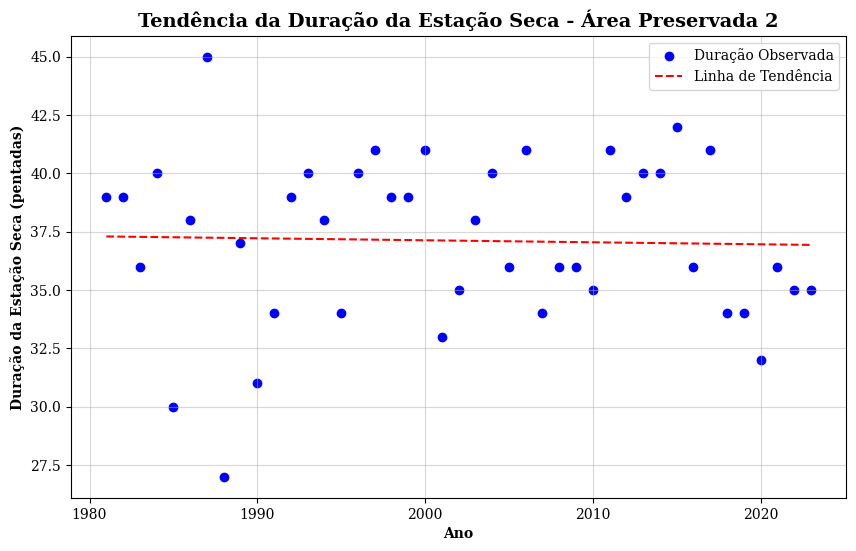 Tendência da Duração da Estação Seca - Área Preservada 2
Duração Observada
Linha de Tendência
Duração da Estação Seca (pentadas)
45.0
42.5
40.0
37.5
35.0
32.5
30.0
27.5
1980
1990
2000
2010
2020
Ano